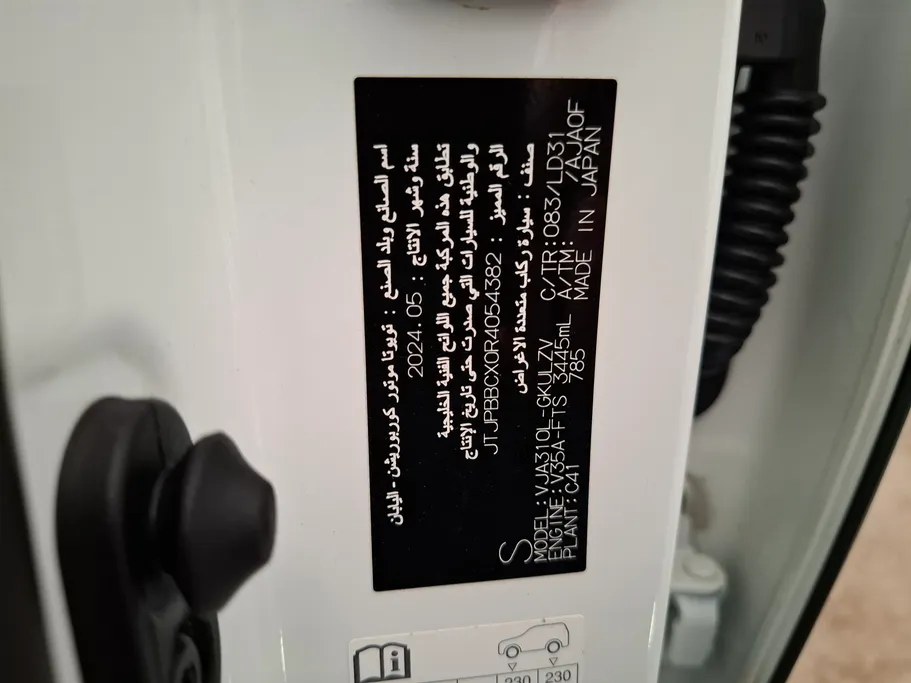 اسم الصانع وبلد الصنع : تويوتا موتور كوربوريشن - اليابان
سنة وشهر الانتاج : 2024.05
تطابق هذه المركبة جميع اللوائح الفنية الخليجية
والوطنية للسيارات التي صدرت حتى تاريخ الإنتاج
الرقم المميز : JTJPBBCX0R4054382
صنف : سيارة ركاب متعددة الاغراض
S
MODEL:VJA310L-GKULZV C/TR:083/LD31
ENGINE:V35A-FTS 3445mL A/TM: /AJA0F
PLANT:C41 785 MADE IN JAPAN
i
230 230